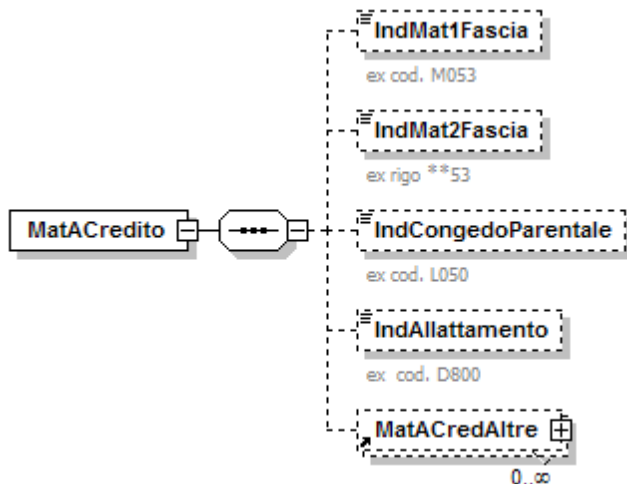 IndMat1Fascia
ex cod. M053
IndMat2Fascia
ex rigo **53
MatACredito
IndCongedoParentale
ex cod. L050
IndAllattamento
ex cod. D800
MatACredAltre
0..∞